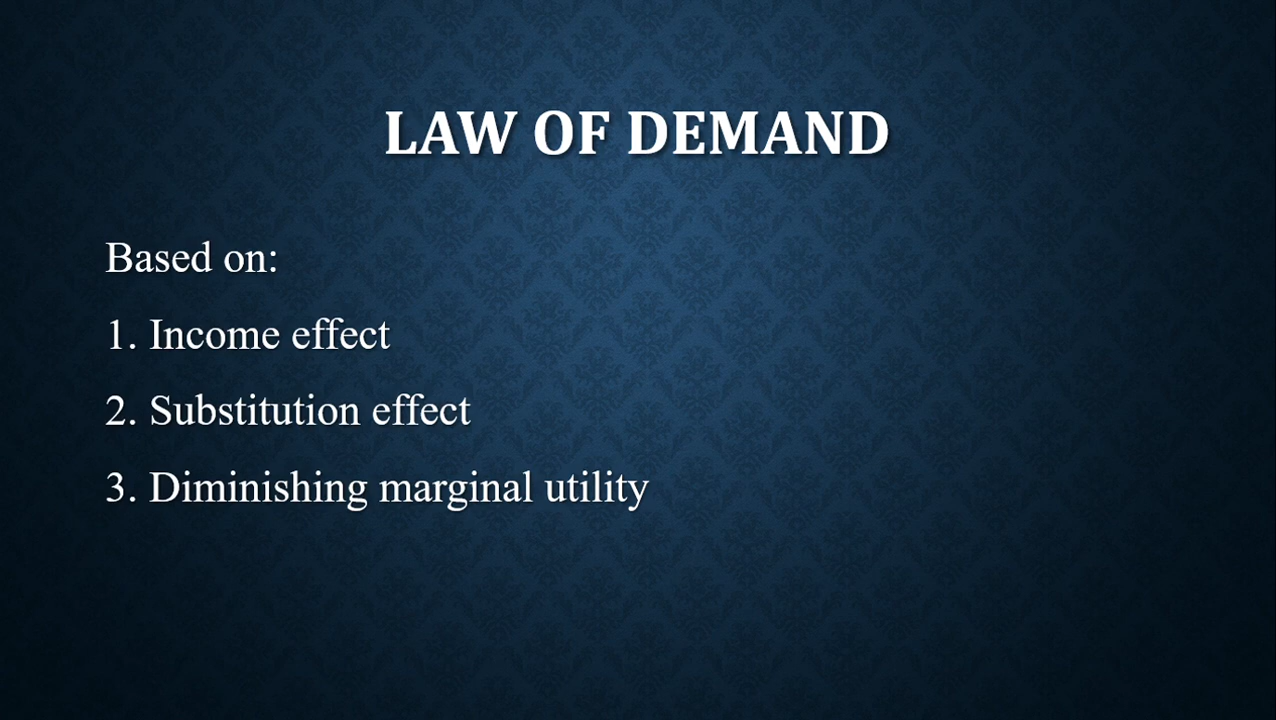 LAW OF DEMAND
Based on:
1. Income effect
2. Substitution effect
3. Diminishing marginal utility